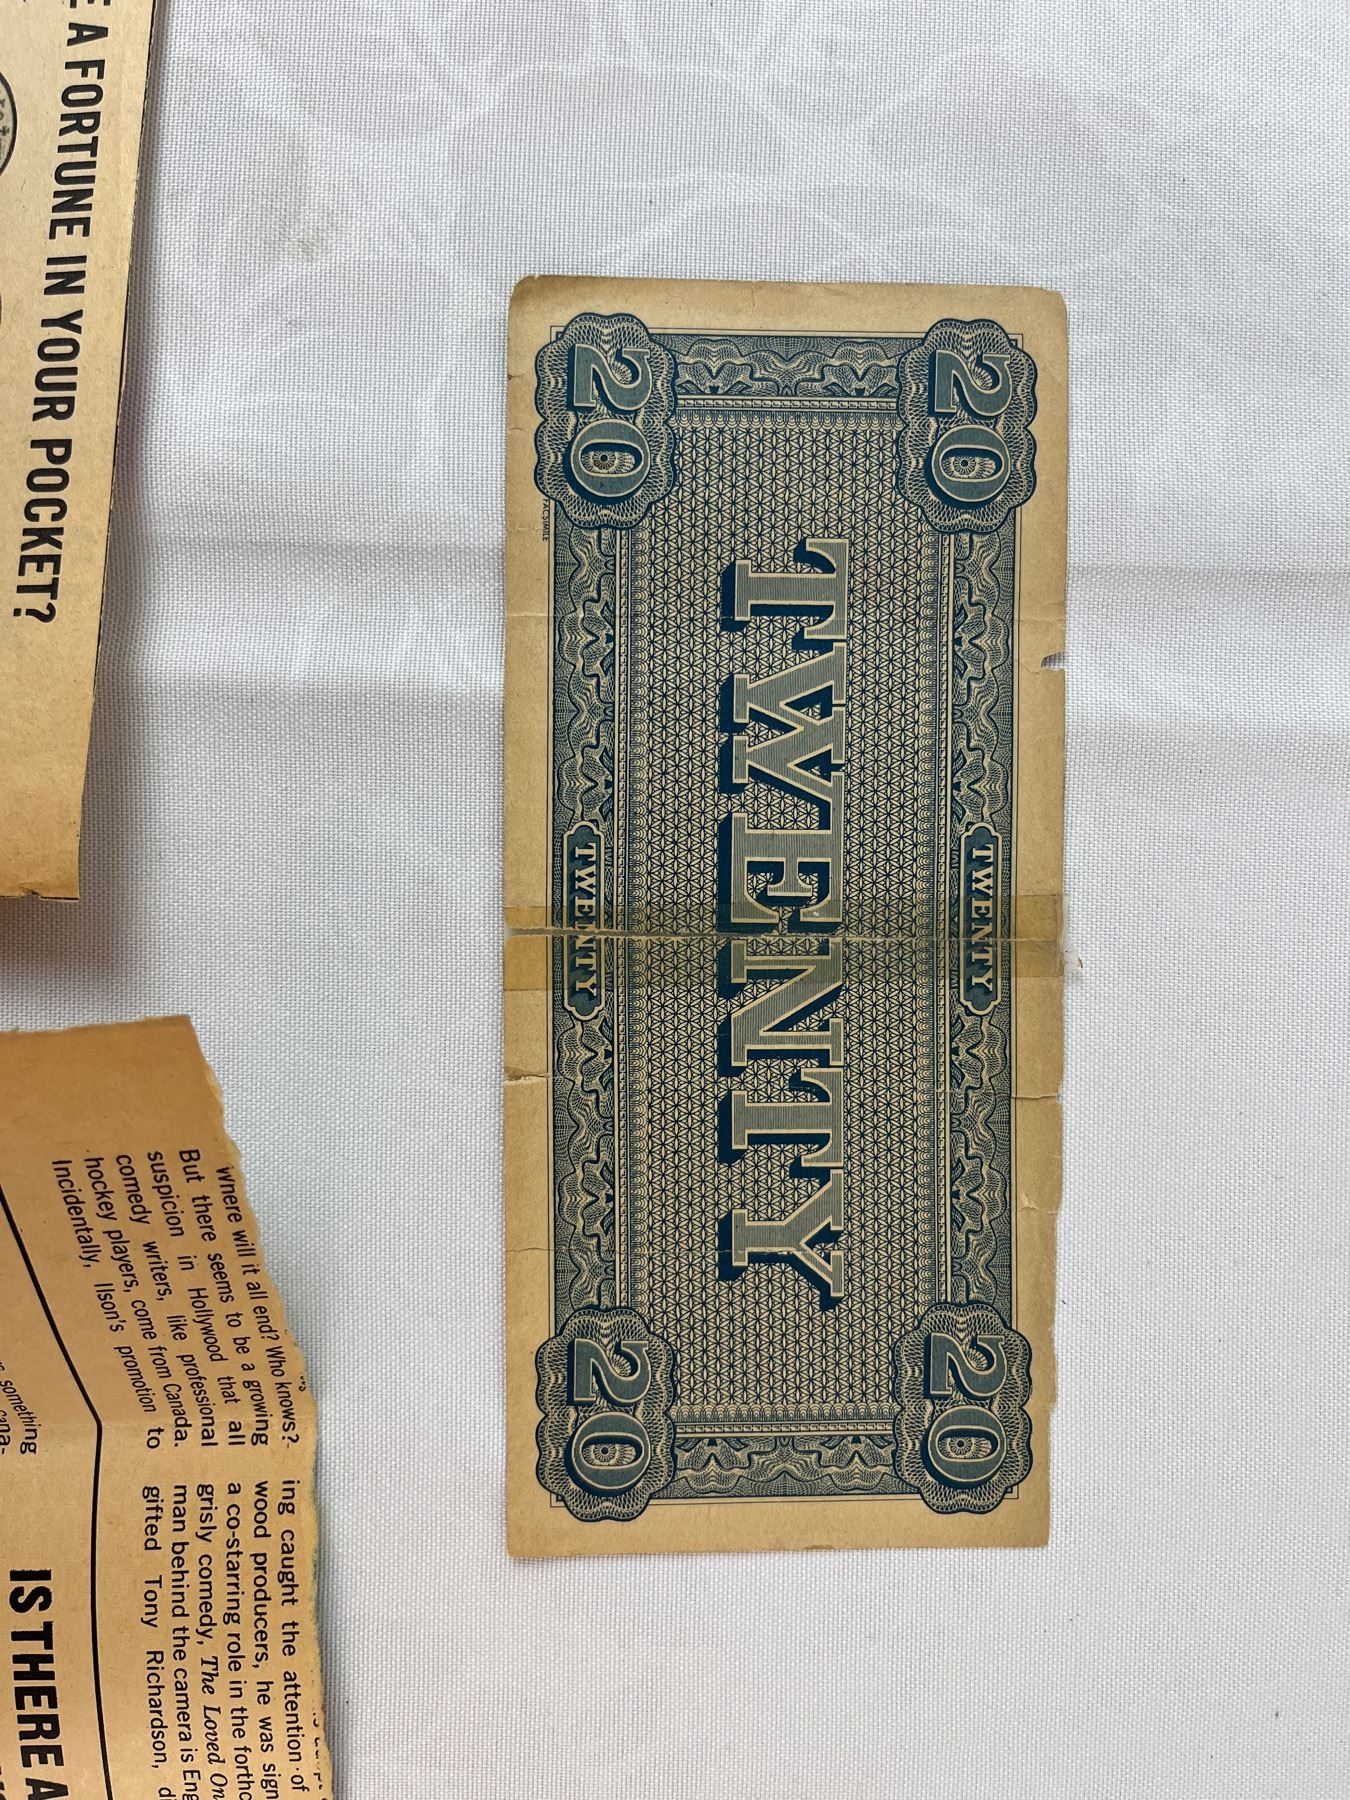 A FORTUNE IN YOUR POCKET?
20
20
TWENTY
TWENTY
TWENTY
FACSIMILE
20
20
Where will it all end? Who knows?
But there seems to be a growing
suspicion in Hollywood that all
comedy writers, like professional
hockey players, come from Canada.
Incidentally, Ilson's promotion to
something
ing caught the attention of
wood producers, he was sign
a co-starring role in the forthc
grisly comedy, The Loved On
man behind the camera is Eng
gifted Tony Richardson, di
IS THERE A